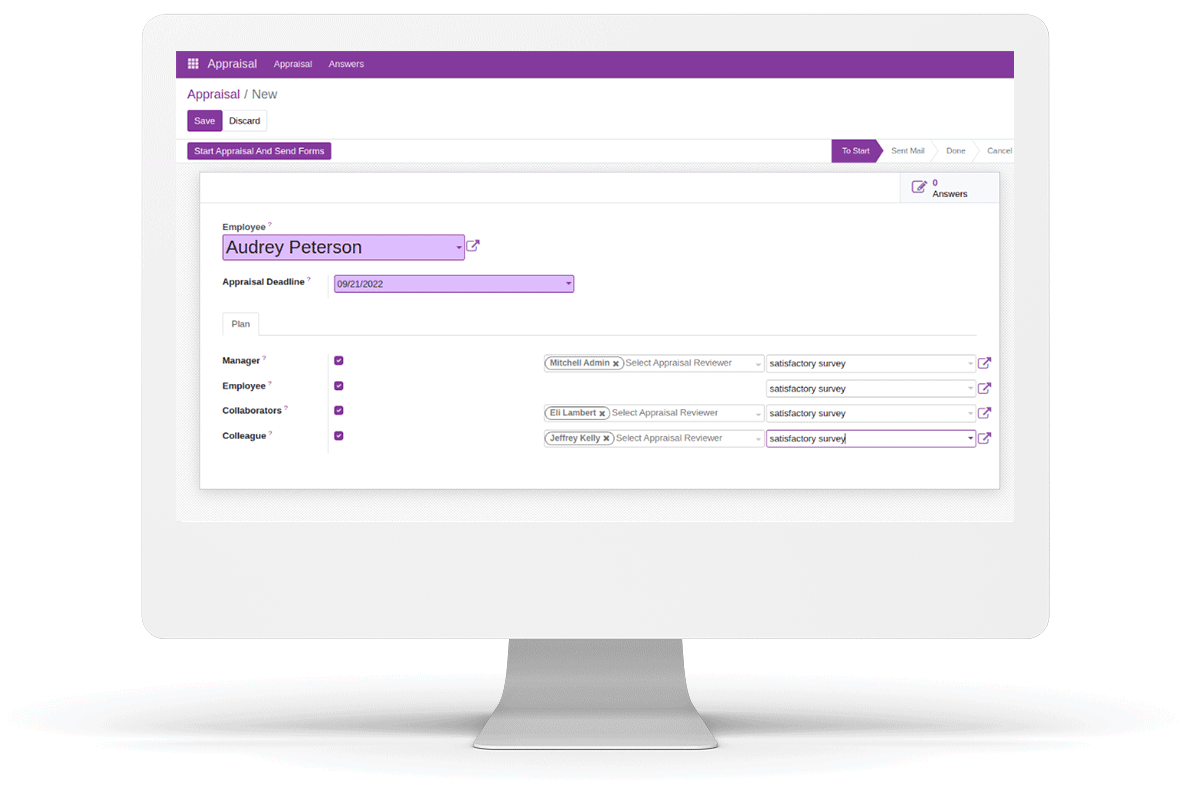 Appraisal Appraisal Answers
Appraisal / New
Save Discard
Start Appraisal And Send Forms To Start Sent Mail Done Cancel
0
Answers
Employee ?
Audrey Peterson
Appraisal Deadline ? 09/21/2022
Plan
Manager ? Mitchell Admin × Select Appraisal Reviewer satisfactory survey
Employee ? satisfactory survey
Collaborators ? Eli Lambert × Select Appraisal Reviewer satisfactory survey
Colleague ? Jeffrey Kelly × Select Appraisal Reviewer satisfactory survey